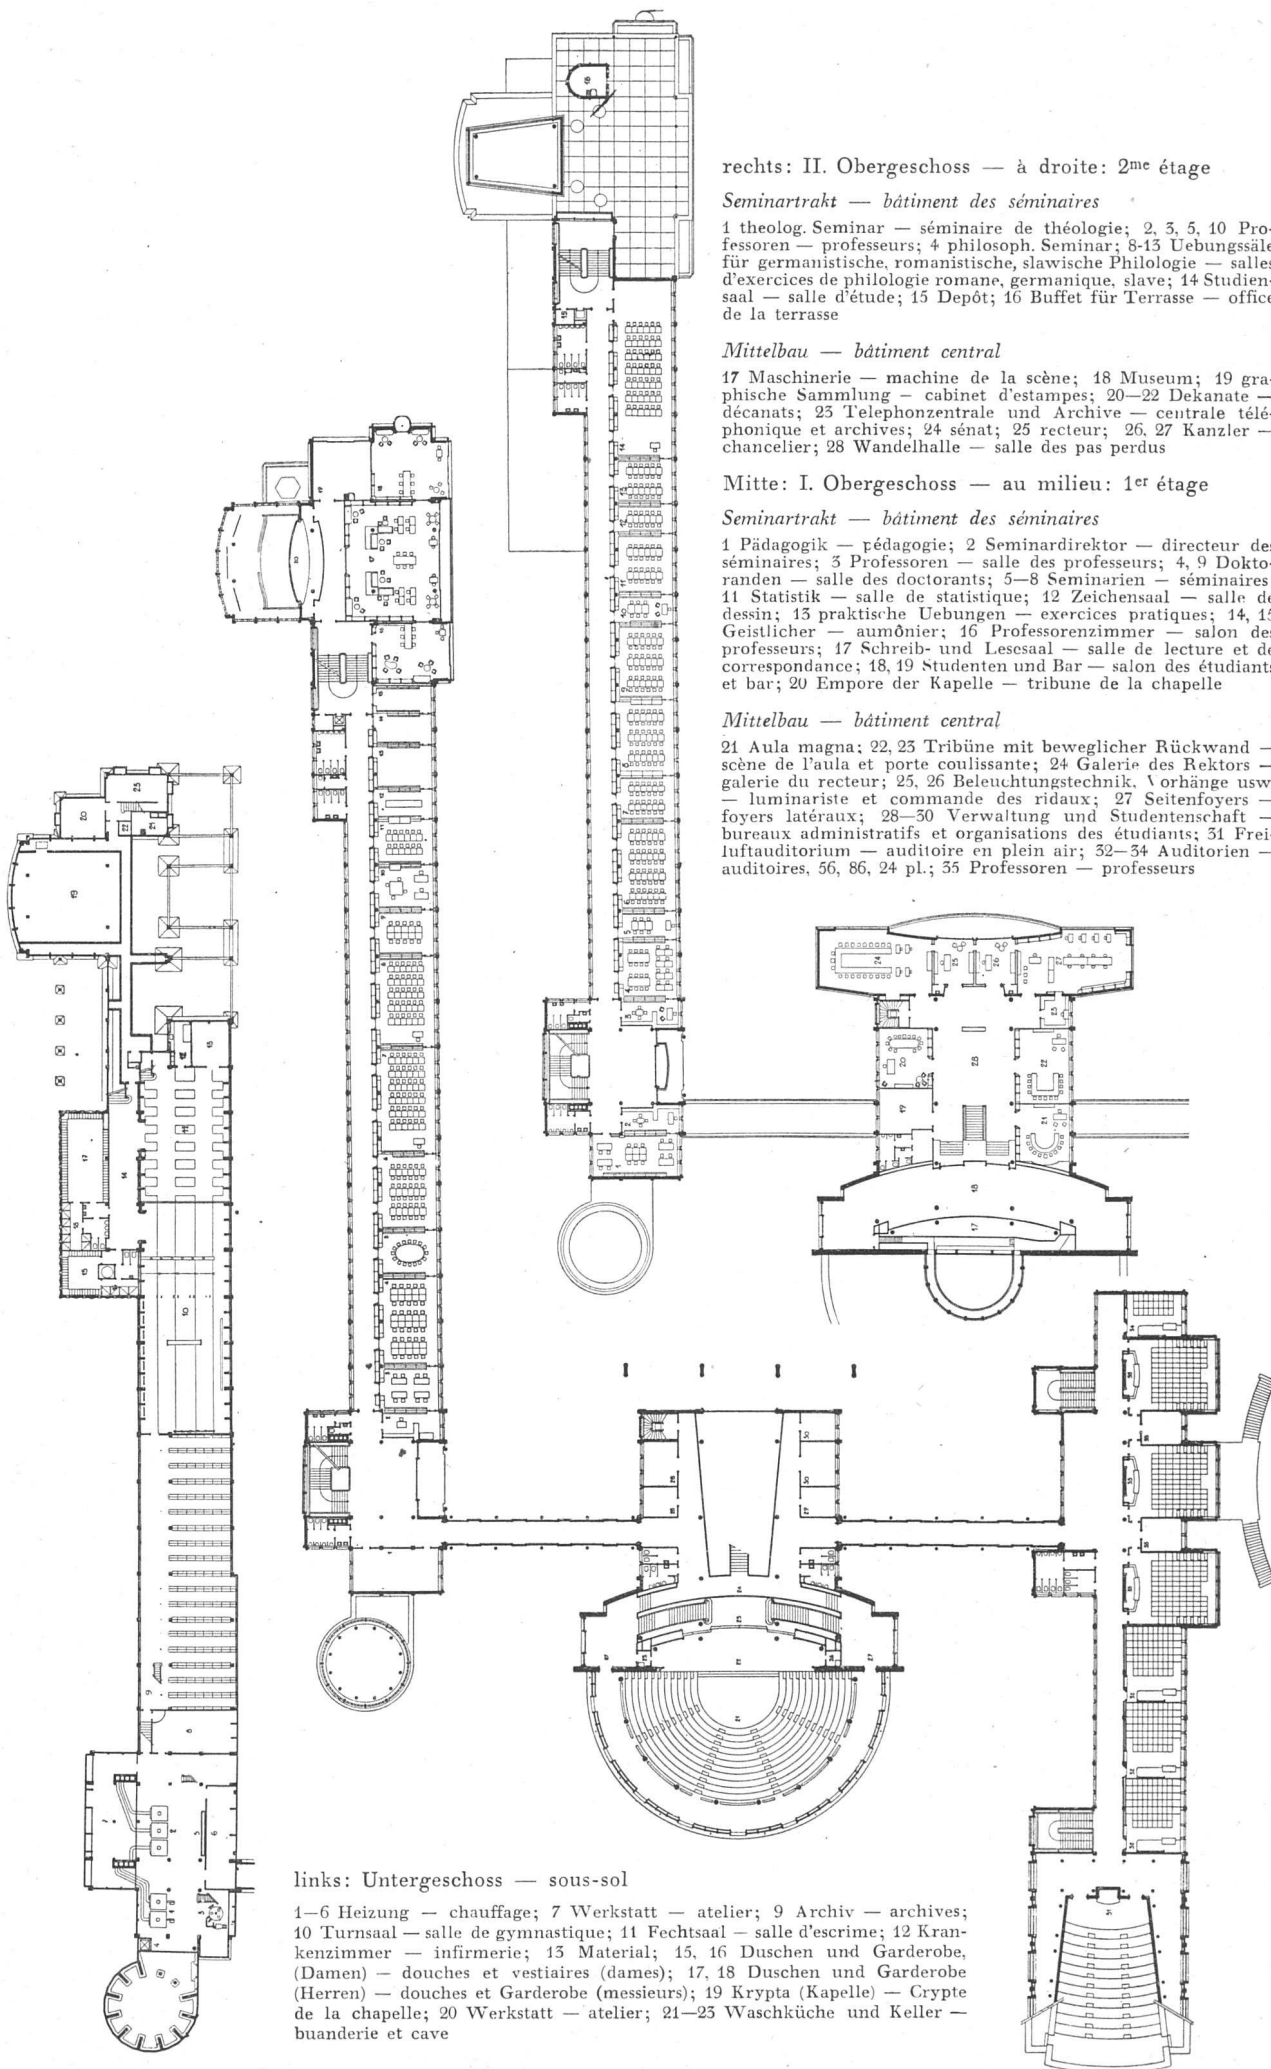 rechts: II. Obergeschoss — à droite: 2me étage
Seminartrakt — bâtiment des séminaires
1 theolog. Seminar — séminaire de théologie; 2, 3, 5, 10 Pro-
fessoren — professeurs; 4 philosoph. Seminar; 8-13 Uebungssäle
für germanistische, romanistische, slawische Philologie — salles
d'exercices de philologie romane, germanique, slave; 14 Studien-
saal — salle d'étude; 15 Depôt; 16 Buffet für Terrasse — office
de la terrasse
Mittelbau — bâtiment central
17 Maschinerie — machine de la scène; 18 Museum; 19 gra-
phische Sammlung — cabinet d'estampes; 20—22 Dekanate —
décanats; 23 Telephonzentrale und Archive — centrale télé-
phonique et archives; 24 sénat; 25 recteur; 26, 27 Kanzler —
chancelier; 28 Wandelhalle — salle des pas perdus
Mitte: I. Obergeschoss — au milieu: 1er étage
Seminartrakt — bâtiment des séminaires
1 Pädagogik — pédagogie; 2 Seminardirektor — directeur des
séminaires; 3 Professoren — salle des professeurs; 4, 9 Dokto-
randen — salle des doctorants; 5—8 Seminarien — séminaires
11 Statistik — salle de statistique; 12 Zeichensaal — salle de
dessin; 13 praktische Uebungen — exercices pratiques; 14, 15
Geistlicher — aumônier; 16 Professorenzimmer — salon des
professeurs; 17 Schreib- und Lesesaal — salle de lecture et de
correspondance; 18, 19 Studenten und Bar — salon des étudiants
et bar; 20 Empore der Kapelle — tribune de la chapelle
Mittelbau — bâtiment central
21 Aula magna; 22, 23 Tribüne mit beweglicher Rückwand —
scène de l'aula et porte coulissante; 24 Galerie des Rektors —
galerie du recteur; 25, 26 Beleuchtungstechnik, Vorhänge usw
— luminariste et commande des ridaux; 27 Seitenfoyers —
foyers latéraux; 28—30 Verwaltung und Studentenschaft —
bureaux administratifs et organisations des étudiants; 31 Frei-
luftauditorium — auditoire en plein air; 32—34 Auditorien —
auditoires, 56, 86, 24 pl.; 35 Professoren — professeurs
links: Untergeschoss — sous-sol
1—6 Heizung — chauffage; 7 Werkstatt — atelier; 9 Archiv — archives;
10 Turnsaal — salle de gymnastique; 11 Fechtsaal — salle d'escrime; 12 Kran-
kenzimmer — infirmerie; 13 Material; 15, 16 Duschen und Garderobe,
(Damen) — douches et vestiaires (dames); 17, 18 Duschen und Garderobe
(Herren) — douches et Garderobe (messieurs); 19 Krypta (Kapelle) — Crypte
de la chapelle; 20 Werkstatt — atelier; 21—23 Waschküche und Keller —
buanderie et cave